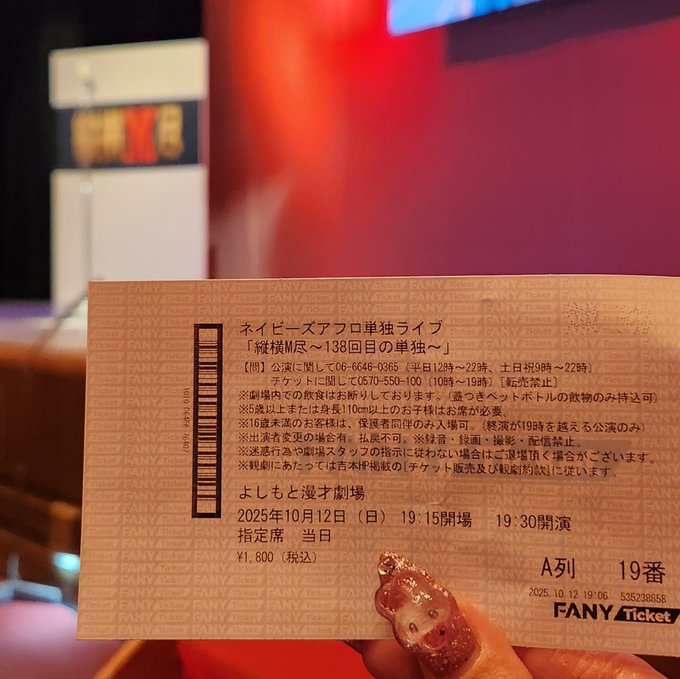 ネイビーズアフロ単独ライブ
「縦横M尽〜138回目の単独〜」
【問】公演に関して06-6646-0365（平日12時〜22時、土日祝9時〜22時）
チケットに関して0570-550-100（10時〜19時）［転売禁止］
※劇場内での飲食はお断りしております。（蓋つきペットボトルの飲物のみ持込可）
※5歳以上または身長110cm以上のお子様はお席が必要。
※16歳未満のお客様は、保護者同伴のみ入場可。（終演が19時を越える公演のみ）
※出演者変更の場合有。払戻不可。※録音・録画・撮影・配信禁止。
※迷惑行為や劇場スタッフの指示に従わない場合はご退場頂く場合がございます。
※観劇にあたっては吉本HP掲載の[チケット販売及び観劇約款]に従います。
よしもと漫才劇場
2025年10月12日（日） 19:15開場 19:30開演
指定席 当日
¥1,800（税込）
A列 19番
2025.10.12 19:06 535238658
FANY Ticket